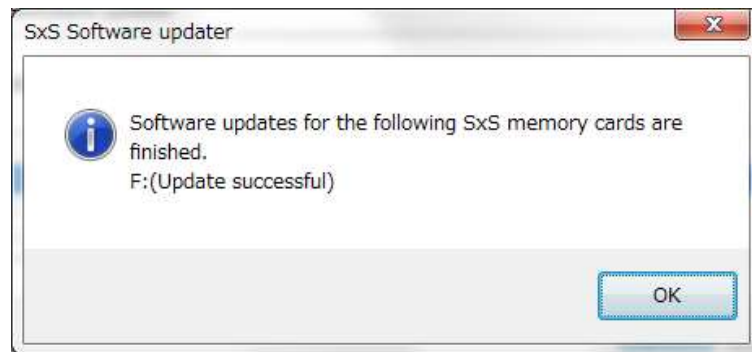 SxS Software updater
Software updates for the following SxS memory cards are
finished.
F:(Update successful)
OK